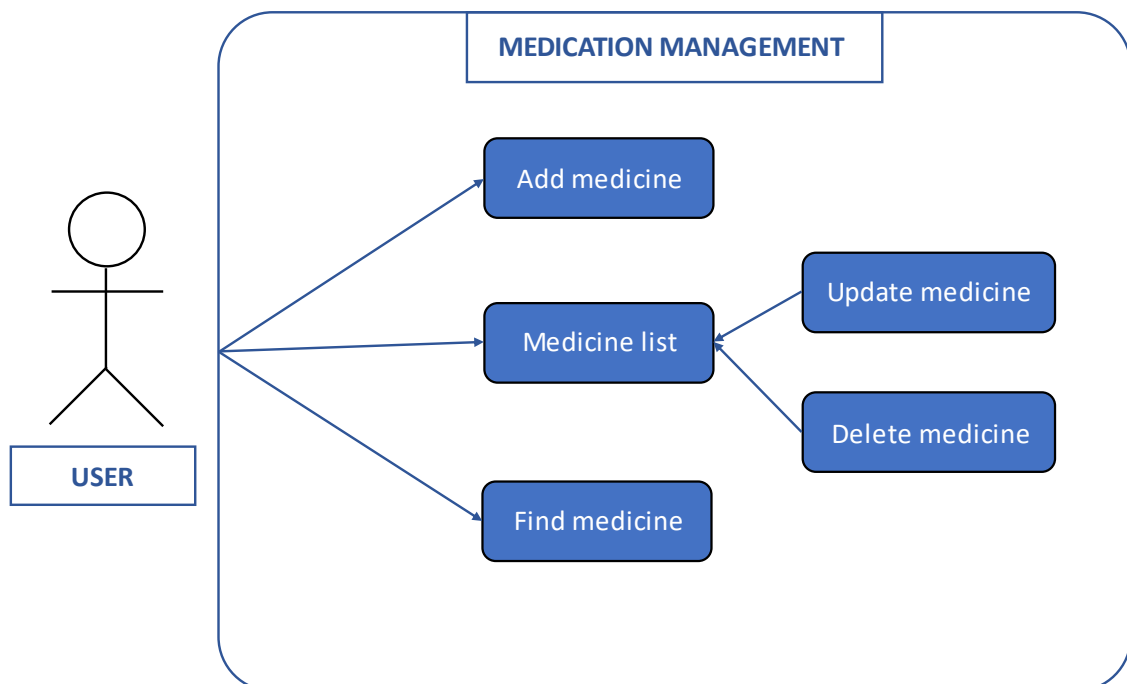 MEDICATION MANAGEMENT
Add medicine
Update medicine
Medicine list
Delete medicine
USER
Find medicine